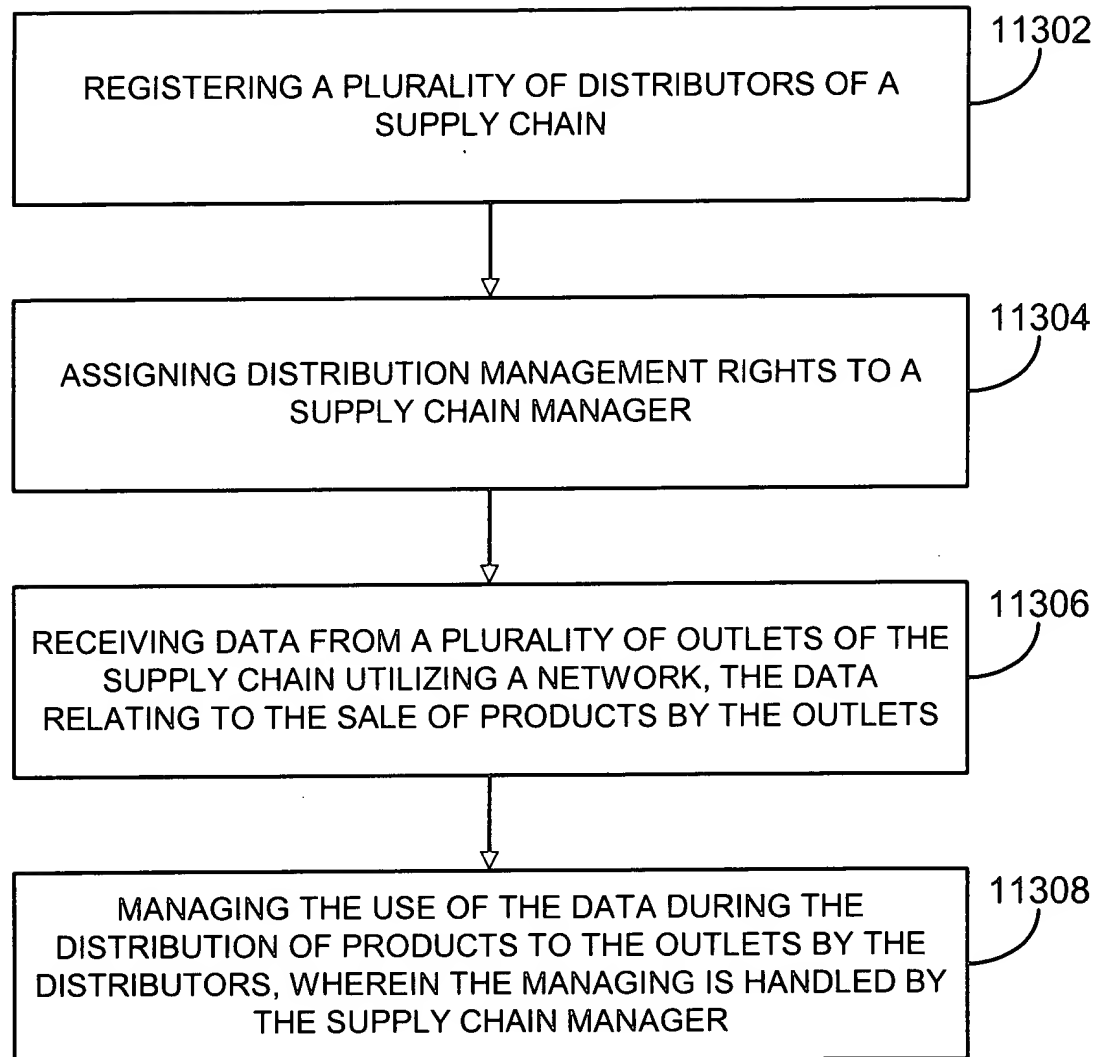 11302
REGISTERING A PLURALITY OF DISTRIBUTORS OF A
SUPPLY CHAIN
11304
ASSIGNING DISTRIBUTION MANAGEMENT RIGHTS TO A
SUPPLY CHAIN MANAGER
11306
RECEIVING DATA FROM A PLURALITY OF OUTLETS OF THE
SUPPLY CHAIN UTILIZING A NETWORK, THE DATA
RELATING TO THE SALE OF PRODUCTS BY THE OUTLETS
11308
MANAGING THE USE OF THE DATA DURING THE
DISTRIBUTION OF PRODUCTS TO THE OUTLETS BY THE
DISTRIBUTORS, WHEREIN THE MANAGING IS HANDLED BY
THE SUPPLY CHAIN MANAGER